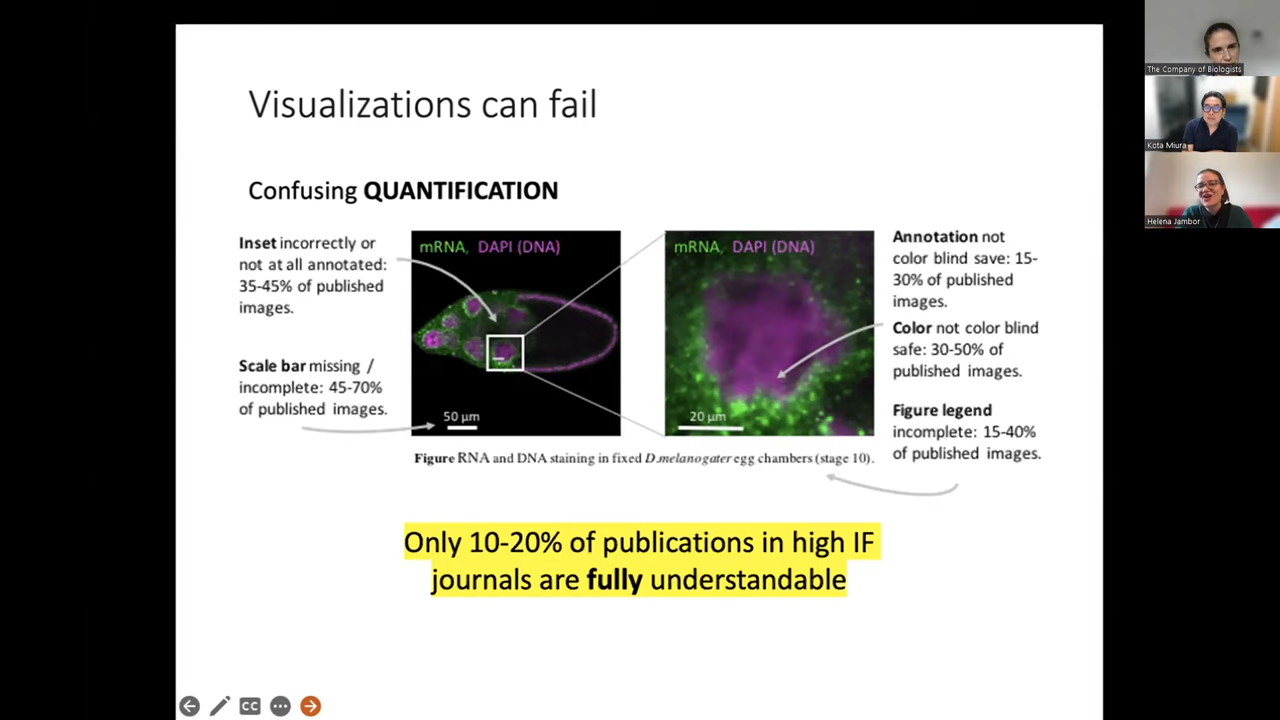 Visualizations can fail
Confusing QUANTIFICATION
Inset incorrectly or
not at all annotated:
35-45% of published
images.
Scale bar missing /
incomplete: 45-70%
of published images.
mRNA, DAPI (DNA)
50 µm
mRNA, DAPI (DNA)
20 µm
Figure RNA and DNA staining in fixed D.melanogater egg chambers (stage 10).
Annotation not
color blind save: 15-
30% of published
images.
Color not color blind
safe: 30-50% of
published images.
Figure legend
incomplete: 15-40%
of published images.
Only 10-20% of publications in high IF
journals are fully understandable
CC
The Company of Biologists
Kota Miura
Helena Jambor